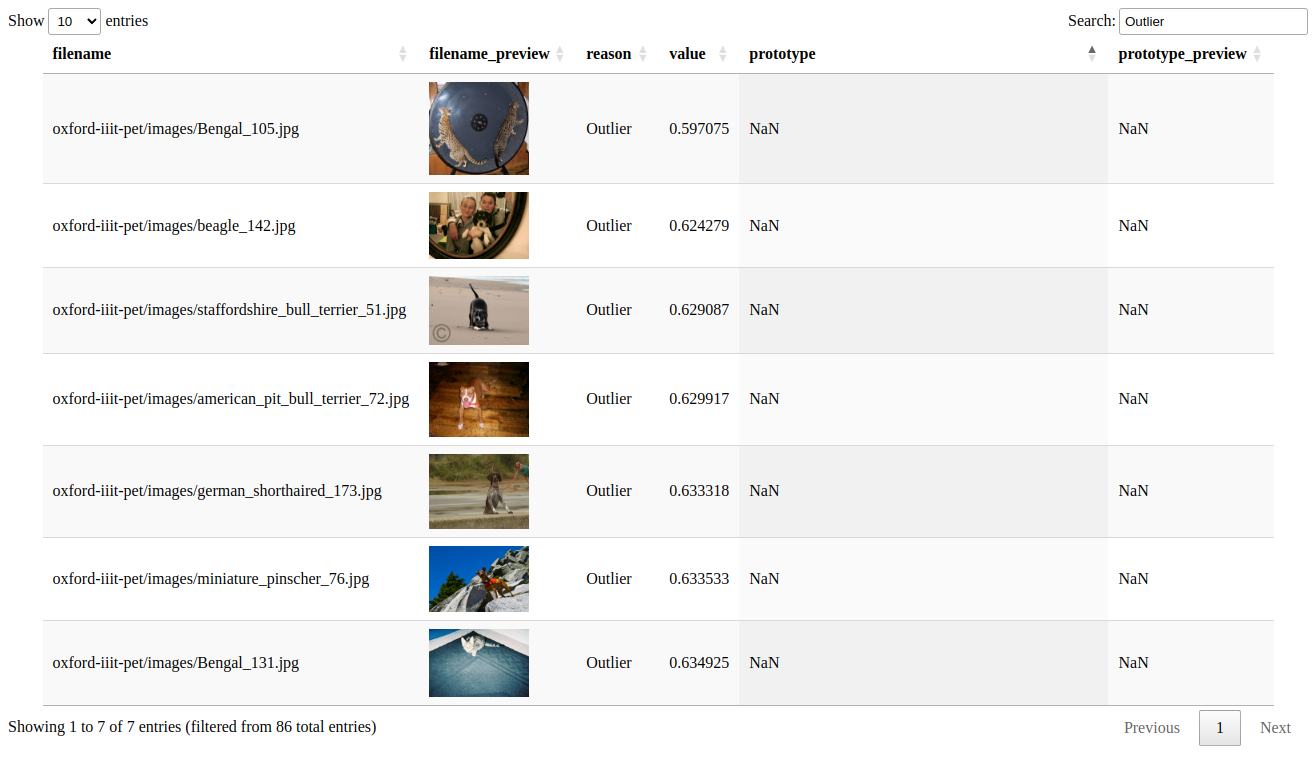 Show 10 entries Search: Outlier
filename filename_preview reason value prototype prototype_preview
oxford-iiit-pet/images/Bengal_105.jpg Outlier 0.597075 NaN NaN
oxford-iiit-pet/images/beagle_142.jpg Outlier 0.624279 NaN NaN
oxford-iiit-pet/images/staffordshire_bull_terrier_51.jpg © Outlier 0.629087 NaN NaN
oxford-iiit-pet/images/american_pit_bull_terrier_72.jpg Outlier 0.629917 NaN NaN
oxford-iiit-pet/images/german_shorthaired_173.jpg Outlier 0.633318 NaN NaN
oxford-iiit-pet/images/miniature_pinscher_76.jpg Outlier 0.633533 NaN NaN
oxford-iiit-pet/images/Bengal_131.jpg Outlier 0.634925 NaN NaN
Showing 1 to 7 of 7 entries (filtered from 86 total entries) Previous 1 Next